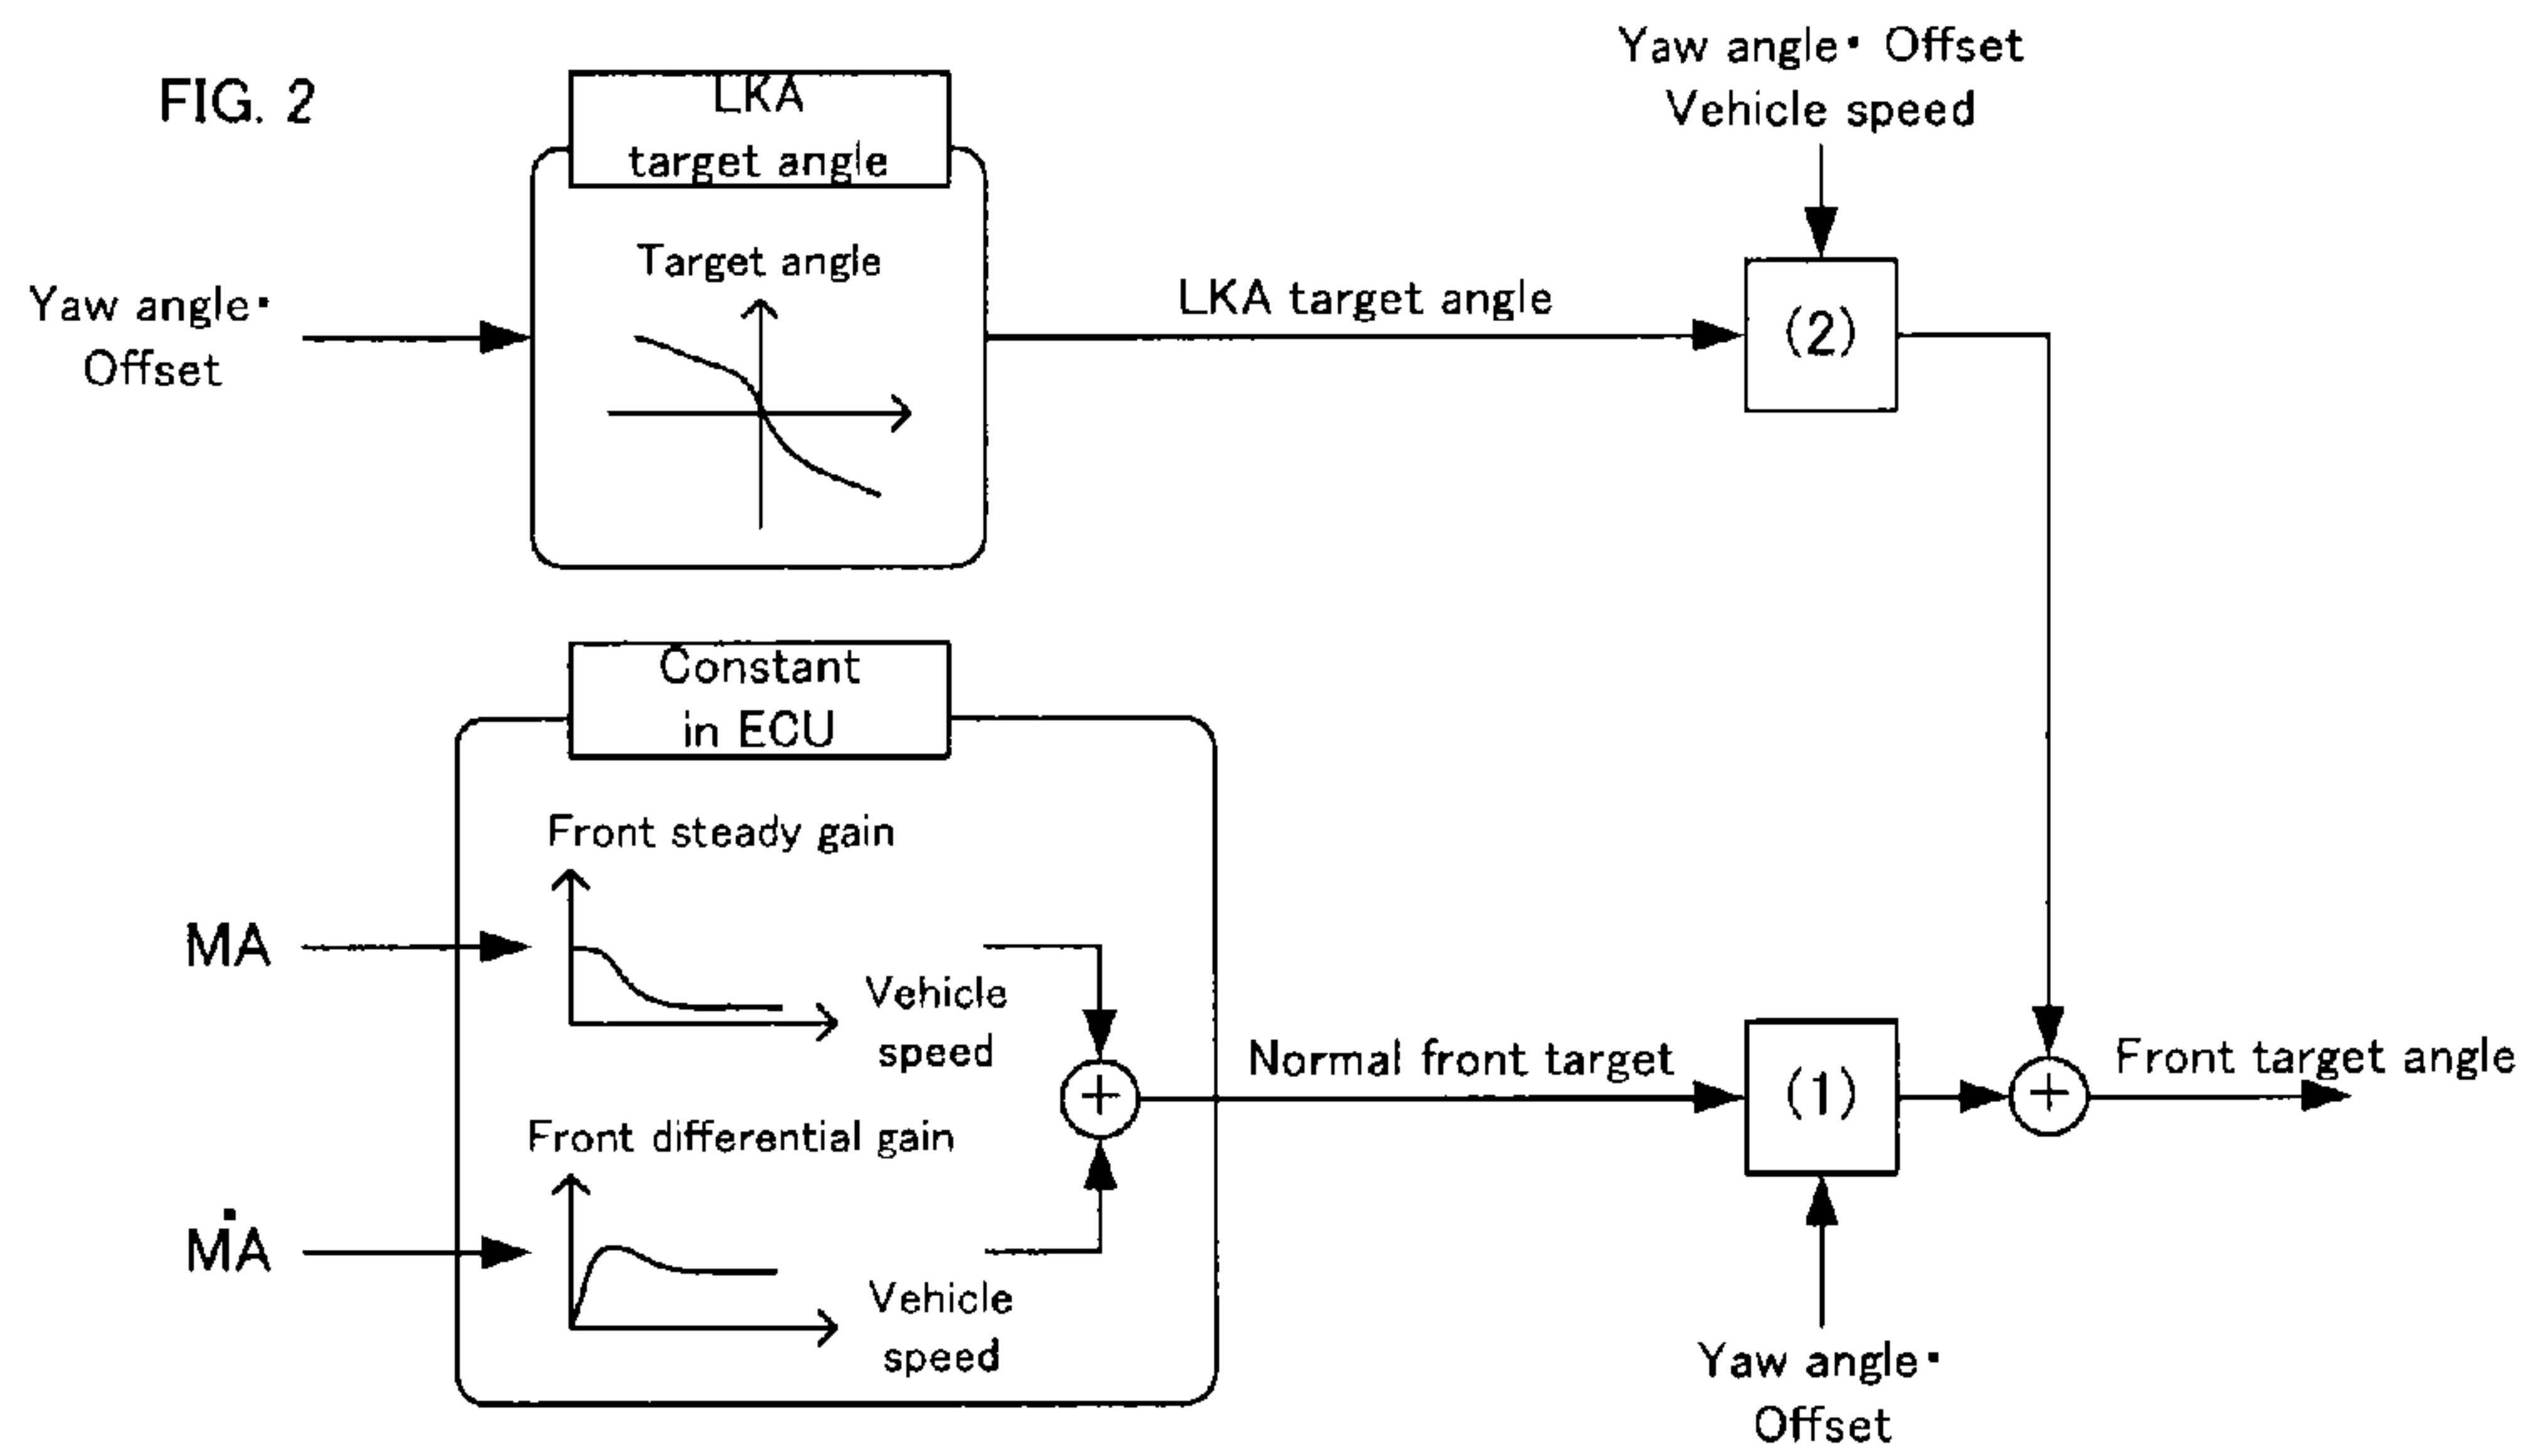 FIG. 2
LKA
target angle
Yaw angle・ Offset
Vehicle speed
Target angle
Yaw angle・
Offset
LKA target angle
(2)
Constant
in ECU
Front steady gain
MA
Vehicle
speed
Normal front target
(1)
+
+
Front target angle
Front differential gain
ṀA
Vehicle
speed
Yaw angle・
Offset